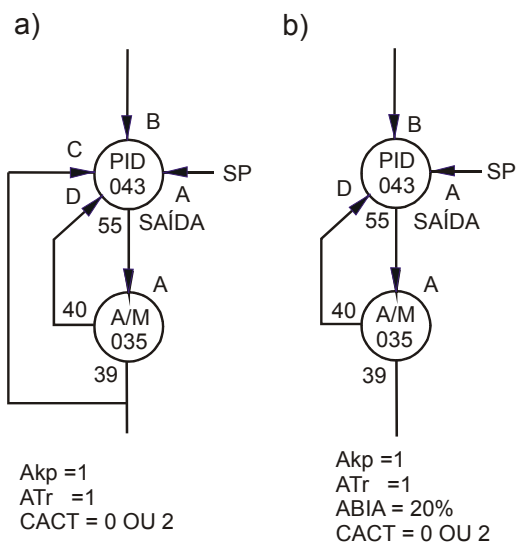 a)
B
C
PID
043
SP
D
A
55
SAÍDA
A
40
A/M
035
39
Akp =1
ATr =1
CACT = 0 OU 2
b)
B
PID
043
SP
D
A
55
SAÍDA
A
40
A/M
035
39
Akp =1
ATr =1
ABIA = 20%
CACT = 0 OU 2